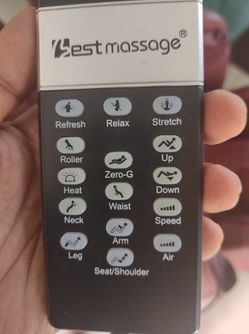 Best massage®
Refresh Relax Stretch
Roller Zero-G Up
Heat Waist Down
Neck Arm Speed
Leg Seat/Shoulder Air